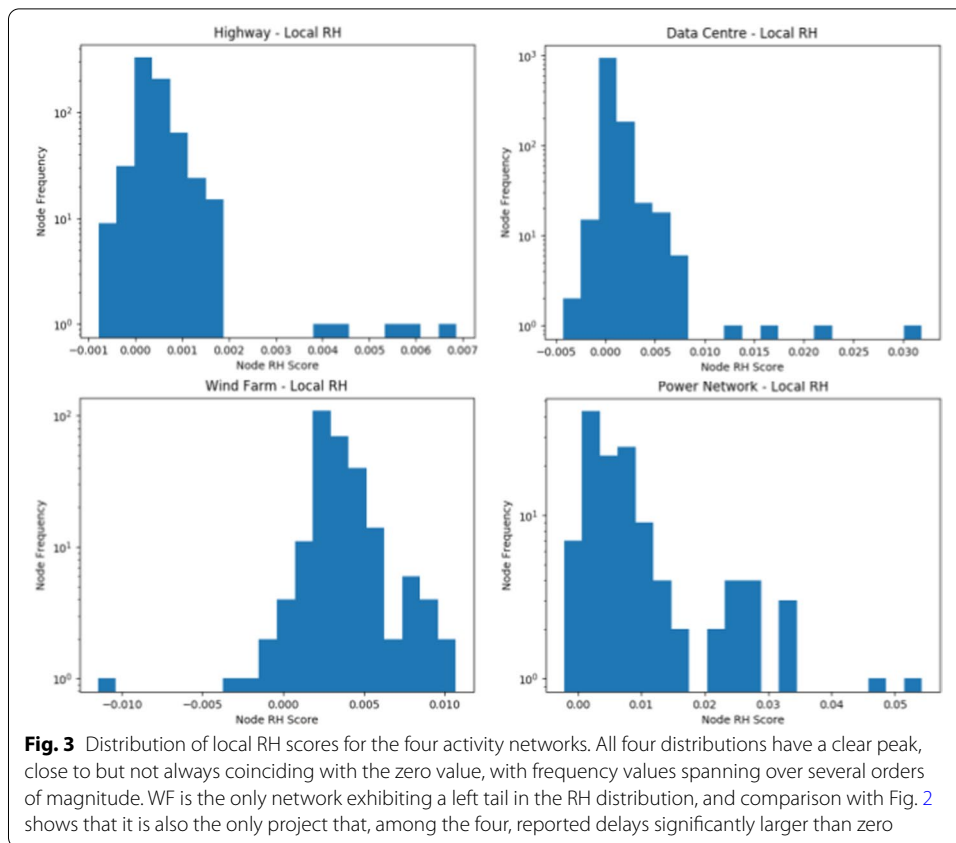 Highway - Local RH
Node Frequency
10²
10¹
10⁰
−0.001 0.000 0.001 0.002 0.003 0.004 0.005 0.006 0.007
Node RH Score
Data Centre - Local RH
Node Frequency
10³
10²
10¹
10⁰
−0.005 0.000 0.005 0.010 0.015 0.020 0.025 0.030
Node RH Score
Wind Farm - Local RH
Node Frequency
10²
10¹
10⁰
−0.010 −0.005 0.000 0.005 0.010
Node RH Score
Power Network - Local RH
Node Frequency
10¹
10⁰
0.00 0.01 0.02 0.03 0.04 0.05
Node RH Score
Fig. 3 Distribution of local RH scores for the four activity networks. All four distributions have a clear peak,
close to but not always coinciding with the zero value, with frequency values spanning over several orders
of magnitude. WF is the only network exhibiting a left tail in the RH distribution, and comparison with Fig. 2
shows that it is also the only project that, among the four, reported delays significantly larger than zero